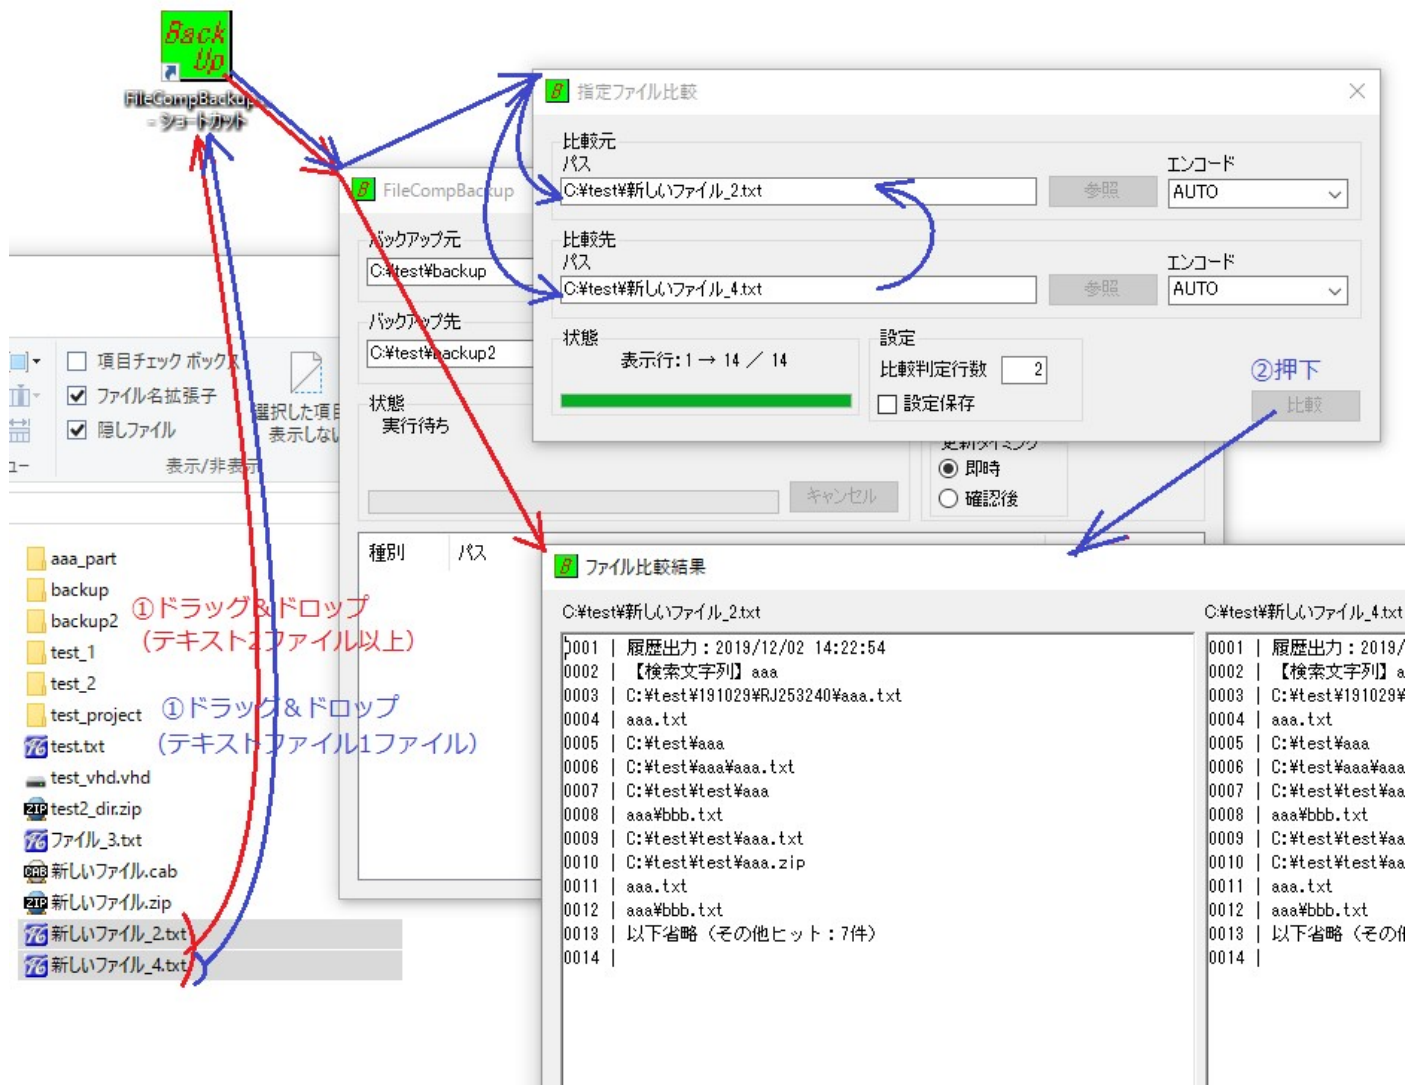 Back
Up
FileCompBackup
- ショートカット
指定ファイル比較
比較元
パス
エンコード
C:¥test¥新しいファイル_2.txt
参照
AUTO
比較先
パス
エンコード
C:¥test¥新しいファイル_4.txt
参照
AUTO
状態
表示行:1 → 14 ／ 14
設定
比較判定行数 2
設定保存
②押下
比較
FileCompBackup
バックアップ元
C:¥test¥backup
バックアップ先
C:¥test¥backup2
状態
実行待ち
更新タイミング
即時
確認後
キャンセル
種別
パス
項目チェック ボックス
ファイル名拡張子
隠しファイル
選択した項目
表示しない
表示/非表示
ュー
aaa_part
backup
backup2
test_1
test_2
test_project
test.txt
test_vhd.vhd
test2_dir.zip
ファイル_3.txt
新しいファイル.cab
新しいファイル.zip
新しいファイル_2.txt
新しいファイル_4.txt
①ドラッグ＆ドロップ
（テキスト2ファイル以上）
①ドラッグ＆ドロップ
（テキストファイル1ファイル）
ファイル比較結果
C:¥test¥新しいファイル_2.txt
0001 | 履歴出力：2019/12/02 14:22:54
0002 | 【検索文字列】aaa
0003 | C:¥test¥191029¥RJ253240¥aaa.txt
0004 | aaa.txt
0005 | C:¥test¥aaa
0006 | C:¥test¥aaa¥aaa.txt
0007 | C:¥test¥test¥aaa
0008 | aaa¥bbb.txt
0009 | C:¥test¥test¥aaa.txt
0010 | C:¥test¥test¥aaa.zip
0011 | aaa.txt
0012 | aaa¥bbb.txt
0013 | 以下省略（その他ヒット：7件）
0014 |
C:¥test¥新しいファイル_4.txt
0001 | 履歴出力：2019/
0002 | 【検索文字列】a
0003 | C:¥test¥191029¥
0004 | aaa.txt
0005 | C:¥test¥aaa
0006 | C:¥test¥aaa¥aaa
0007 | C:¥test¥test¥aa
0008 | aaa¥bbb.txt
0009 | C:¥test¥test¥aa
0010 | C:¥test¥test¥aa
0011 | aaa.txt
0012 | aaa¥bbb.txt
0013 | 以下省略（その他
0014 |